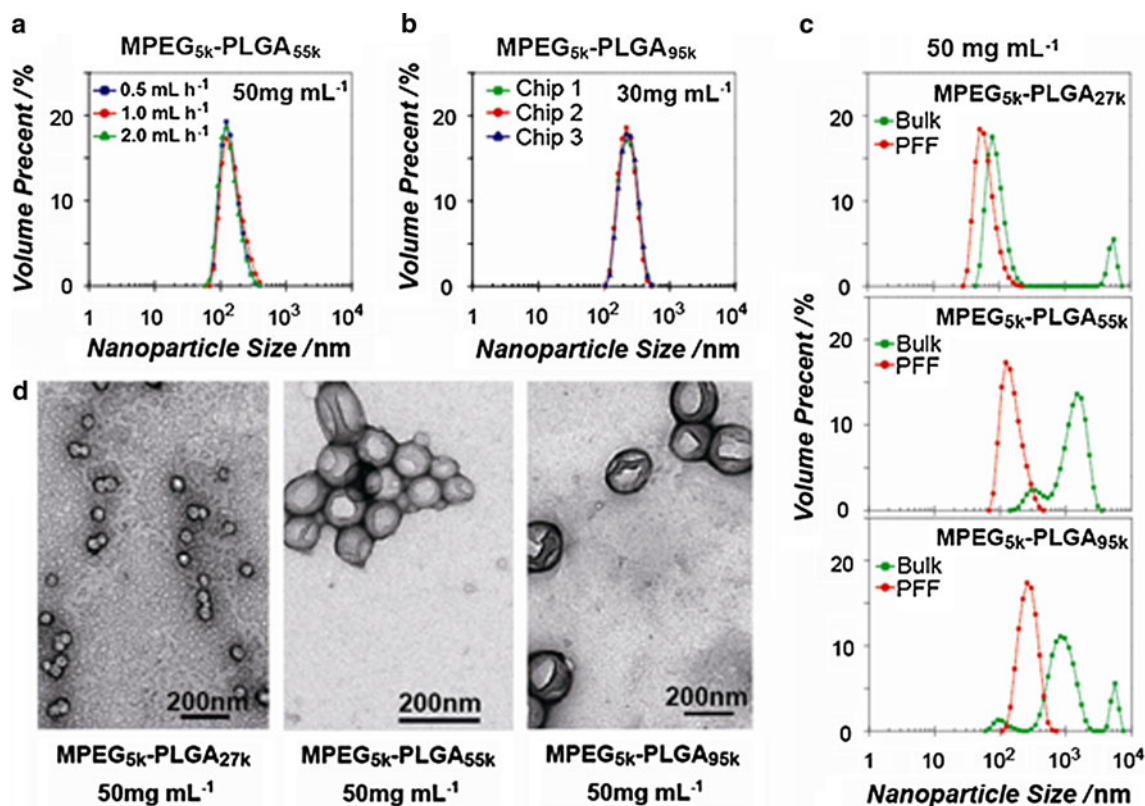 a
MPEG5k-PLGA55k
Volume Precent /%
20
10
0
0.5 mL h-1
1.0 mL h-1
2.0 mL h-1
50mg mL-1
1 10 10² 10³ 10⁴
Nanoparticle Size /nm
b
MPEG5k-PLGA95k
Volume Precent /%
20
10
0
Chip 1
Chip 2
Chip 3
30mg mL-1
1 10 10² 10³ 10⁴
Nanoparticle Size /nm
c
50 mg mL-1
MPEG5k-PLGA27k
Bulk
PFF
20
10
0
MPEG5k-PLGA55k
Bulk
PFF
20
10
0
Volume Precent /%
MPEG5k-PLGA95k
Bulk
PFF
20
10
0
1 10 10² 10³ 10⁴
Nanoparticle Size /nm
d
200nm
200nm
200nm
MPEG5k-PLGA27k
50mg mL-1
MPEG5k-PLGA55k
50mg mL-1
MPEG5k-PLGA95k
50mg mL-1